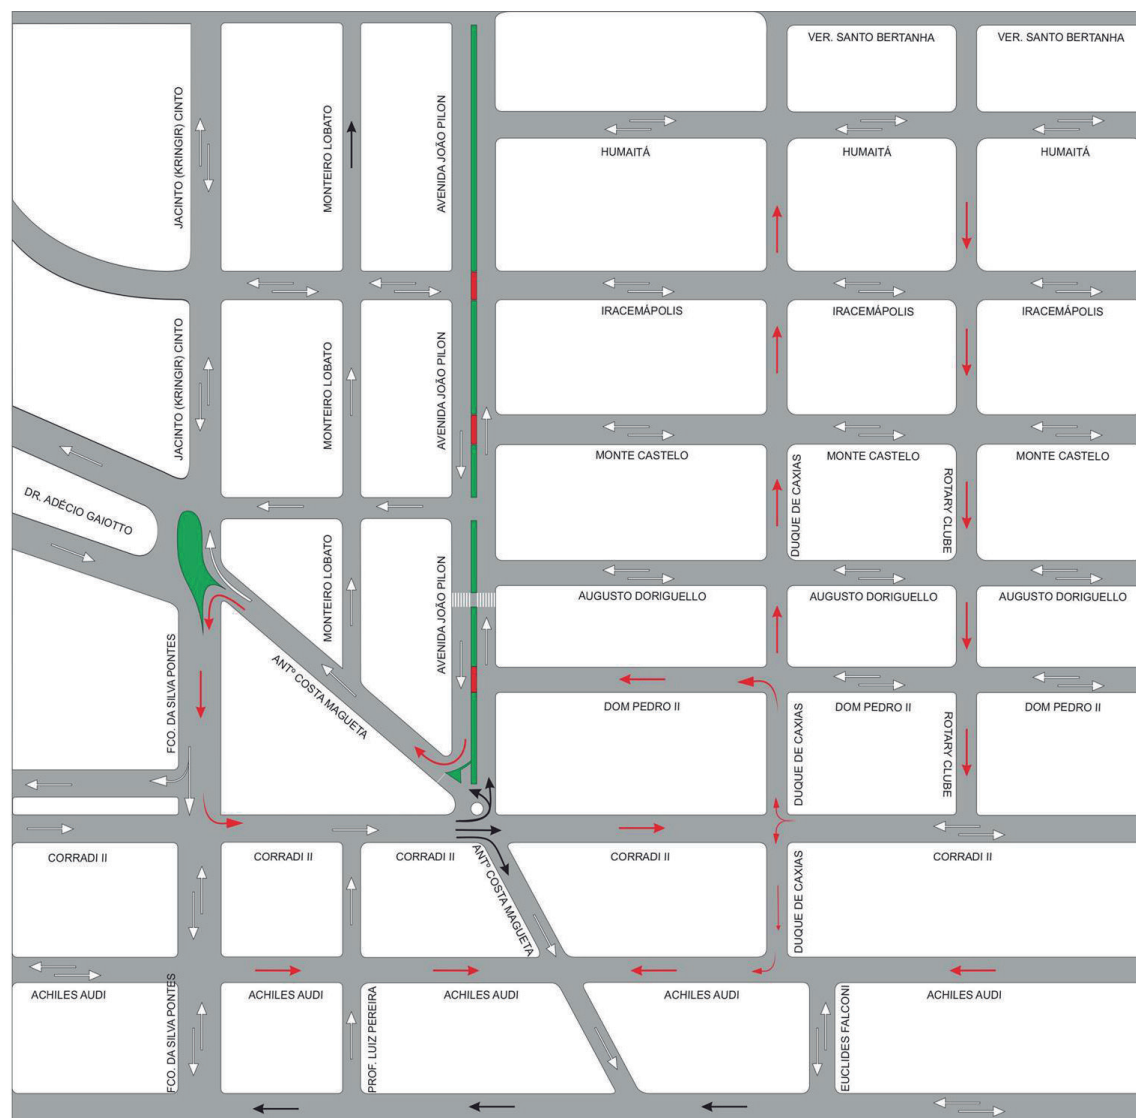 VER. SANTO BERTANHA
VER. SANTO BERTANHA
JACINTO (KRINGIR) CINTO
MONTEIRO LOBATO
AVENIDA JOÃO PILON
HUMAITÁ
HUMAITÁ
HUMAITÁ
IRACEMÁPOLIS
IRACEMÁPOLIS
IRACEMÁPOLIS
JACINTO (KRINGIR) CINTO
MONTEIRO LOBATO
AVENIDA JOÃO PILON
MONTE CASTELO
MONTE CASTELO
MONTE CASTELO
DUQUE DE CAXIAS
ROTARY CLUBE
DR. ADÉCIO GAIOTTO
MONTEIRO LOBATO
AVENIDA JOÃO PILON
AUGUSTO DORIGUELLO
AUGUSTO DORIGUELLO
AUGUSTO DORIGUELLO
FCO. DA SILVA PONTES
ANTº COSTA MAGUETA
DOM PEDRO II
DOM PEDRO II
DOM PEDRO II
DUQUE DE CAXIAS
ROTARY CLUBE
CORRADI II
CORRADI II
CORRADI II
ANTº COSTA MAGUETA
CORRADI II
DUQUE DE CAXIAS
CORRADI II
FCO. DA SILVA PONTES
ACHILES AUDI
ACHILES AUDI
PROF. LUIZ PEREIRA
ACHILES AUDI
ACHILES AUDI
EUCLIDES FALCONI
ACHILES AUDI